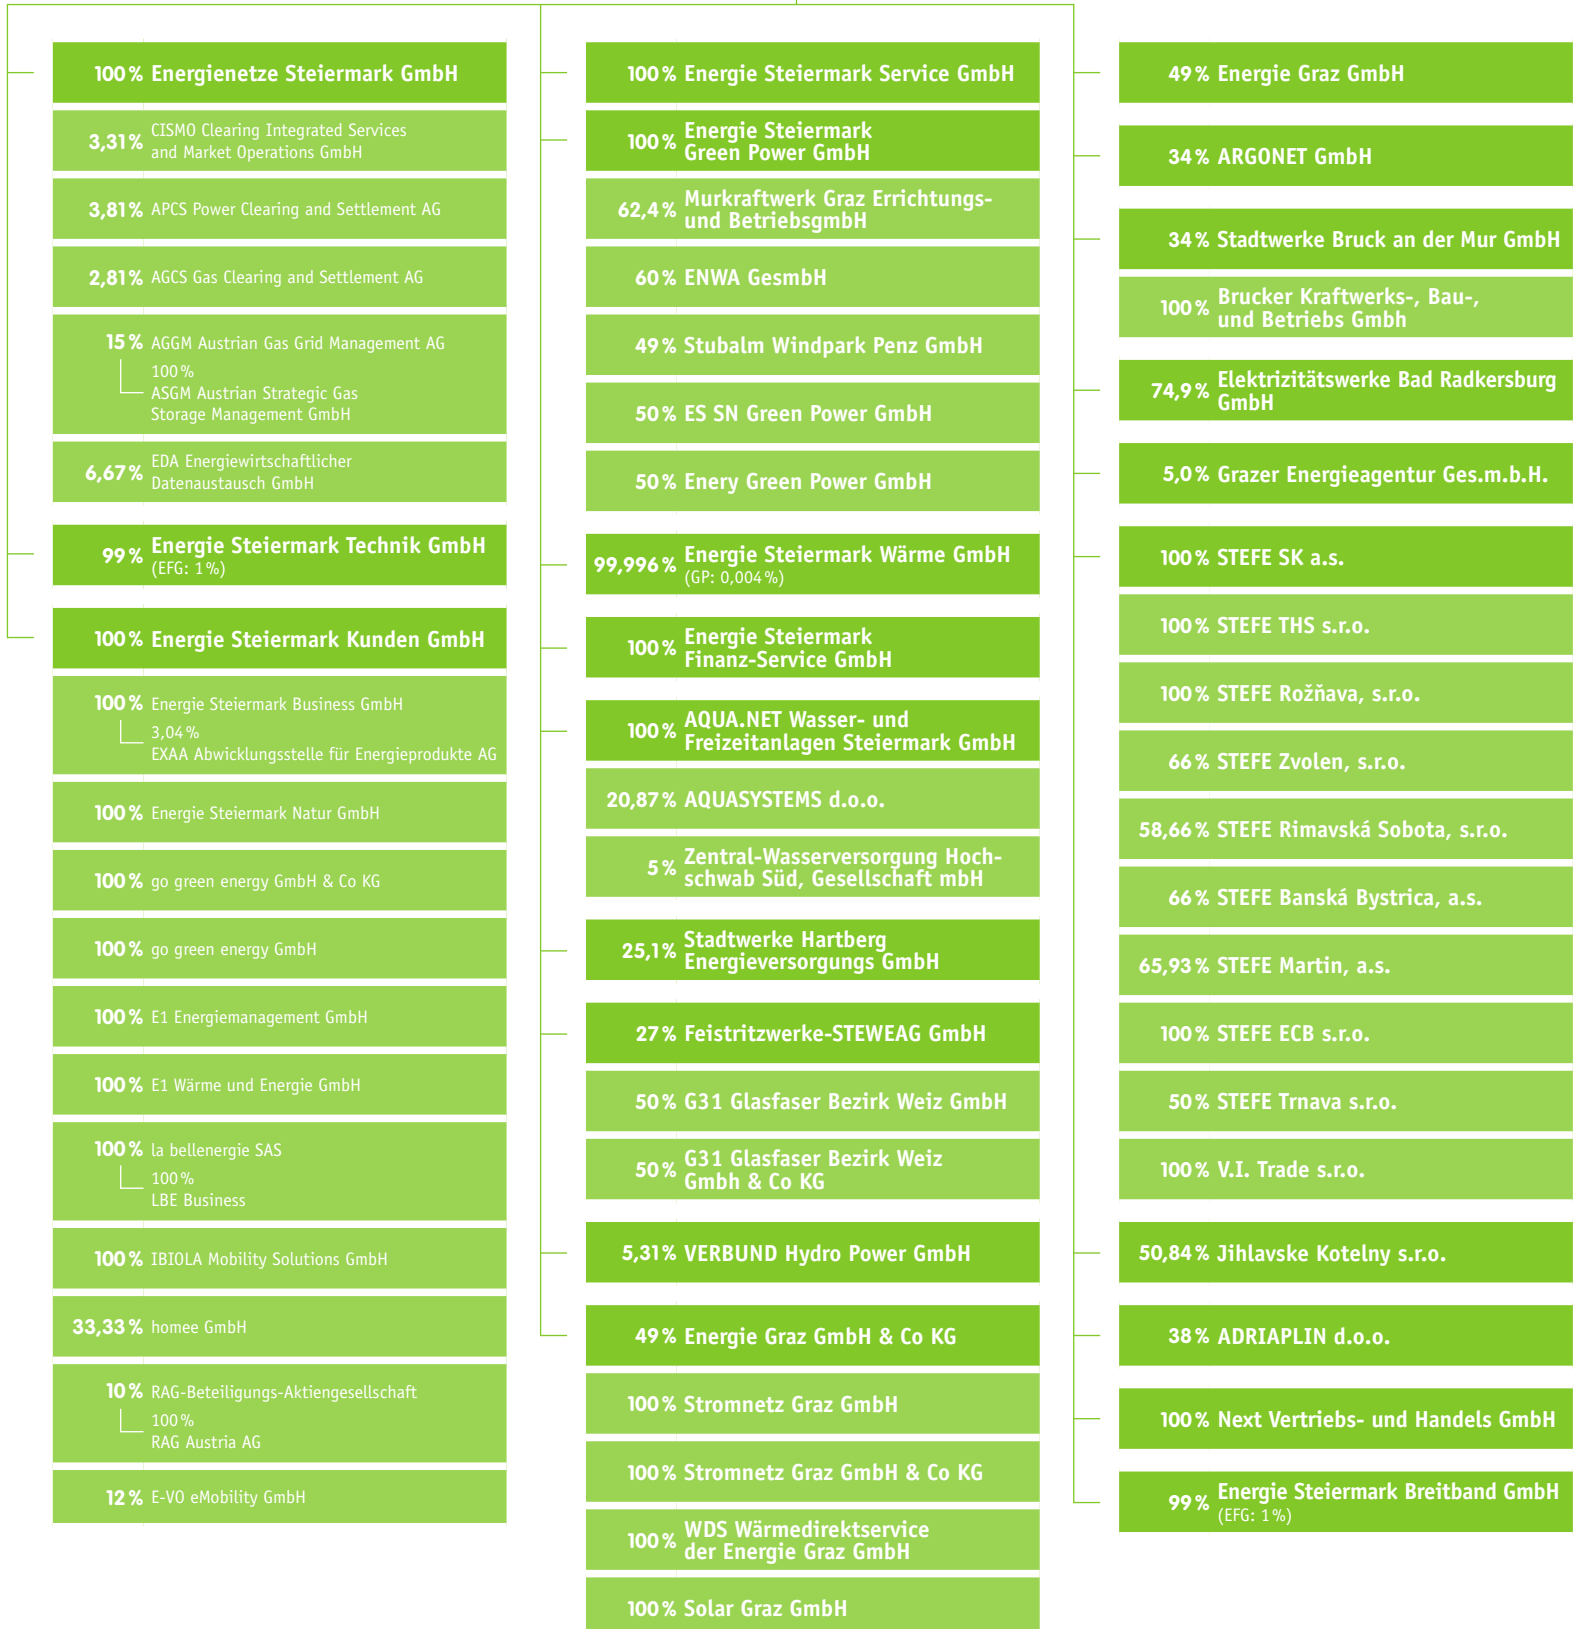 100 % Energienetze Steiermark GmbH
3,31 % CISMO Clearing Integrated Services
and Market Operations GmbH
3,81 % APCS Power Clearing and Settlement AG
2,81 % AGCS Gas Clearing and Settlement AG
15 % AGGM Austrian Gas Grid Management AG
100 %
ASGM Austrian Strategic Gas
Storage Management GmbH
6,67 % EDA Energiewirtschaftlicher
Datenaustausch GmbH
99 % Energie Steiermark Technik GmbH
(EFG: 1 %)
100 % Energie Steiermark Kunden GmbH
100 % Energie Steiermark Business GmbH
3,04 %
EXAA Abwicklungsstelle für Energieprodukte AG
100 % Energie Steiermark Natur GmbH
100 % go green energy GmbH & Co KG
100 % go green energy GmbH
100 % E1 Energiemanagement GmbH
100 % E1 Wärme und Energie GmbH
100 % la bellenergie SAS
100 %
LBE Business
100 % IBIOLA Mobility Solutions GmbH
33,33 % homee GmbH
10 % RAG-Beteiligungs-Aktiengesellschaft
100 %
RAG Austria AG
12 % E-VO eMobility GmbH
100 % Energie Steiermark Service GmbH
100 % Energie Steiermark
Green Power GmbH
62,4 % Murkraftwerk Graz Errichtungs-
und BetriebsgmbH
60 % ENWA GesmbH
49 % Stubalm Windpark Penz GmbH
50 % ES SN Green Power GmbH
50 % Enery Green Power GmbH
99,996 % Energie Steiermark Wärme GmbH
(GP: 0,004 %)
100 % Energie Steiermark
Finanz-Service GmbH
100 % AQUA.NET Wasser- und
Freizeitanlagen Steiermark GmbH
20,87 % AQUASYSTEMS d.o.o.
5 % Zentral-Wasserversorgung Hoch-
schwab Süd, Gesellschaft mbH
25,1 % Stadtwerke Hartberg
Energieversorgungs GmbH
27 % Feistritzwerke-STEWEAG GmbH
50 % G31 Glasfaser Bezirk Weiz GmbH
50 % G31 Glasfaser Bezirk Weiz
Gmbh & Co KG
5,31 % VERBUND Hydro Power GmbH
49 % Energie Graz GmbH & Co KG
100 % Stromnetz Graz GmbH
100 % Stromnetz Graz GmbH & Co KG
100 % WDS Wärmedirektservice
der Energie Graz GmbH
100 % Solar Graz GmbH
49 % Energie Graz GmbH
34 % ARGONET GmbH
34 % Stadtwerke Bruck an der Mur GmbH
100 % Brucker Kraftwerks-, Bau-,
und Betriebs Gmbh
74,9 % Elektrizitätswerke Bad Radkersburg
GmbH
5,0 % Grazer Energieagentur Ges.m.b.H.
100 % STEFE SK a.s.
100 % STEFE THS s.r.o.
100 % STEFE Rožňava, s.r.o.
66 % STEFE Zvolen, s.r.o.
58,66 % STEFE Rimavská Sobota, s.r.o.
66 % STEFE Banská Bystrica, a.s.
65,93 % STEFE Martin, a.s.
100 % STEFE ECB s.r.o.
50 % STEFE Trnava s.r.o.
100 % V.I. Trade s.r.o.
50,84 % Jihlavske Kotelny s.r.o.
38 % ADRIAPLIN d.o.o.
100 % Next Vertriebs- und Handels GmbH
99 % Energie Steiermark Breitband GmbH
(EFG: 1 %)